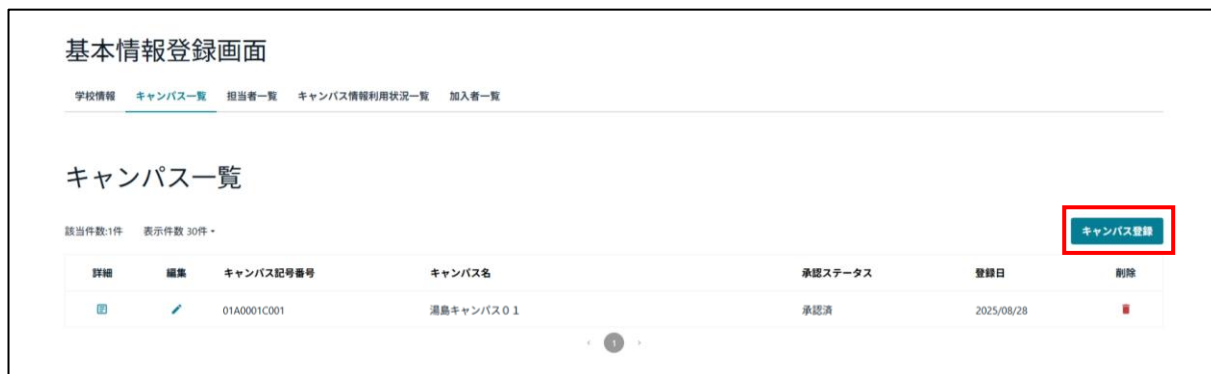 基本情報登録画面
学校情報 キャンパス一覧 担当者一覧 キャンパス情報利用状況一覧 加入者一覧
キャンパス一覧
該当件数:1件 表示件数 30件
キャンパス登録
詳細 編集 キャンパス記号番号 キャンパス名 承認ステータス 登録日 削除
01A0001C001 湯島キャンパス０１ 承認済 2025/08/28
‹ 1 ›